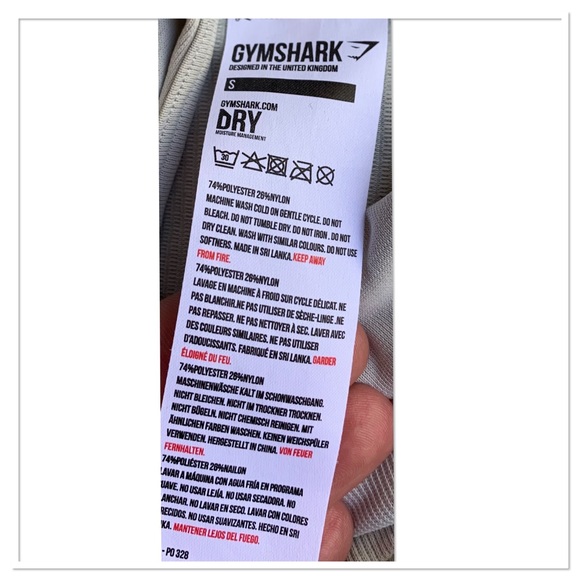 GYMSHARK
DESIGNED IN THE UNITED KINGDOM
S
GYMSHARK.COM
DRY
MOISTURE MANAGEMENT
30
74%POLYESTER 26%NYLON
MACHINE WASH COLD ON GENTLE CYCLE. DO NOT
BLEACH. DO NOT TUMBLE DRY. DO NOT IRON. DO NOT
DRY CLEAN. WASH WITH SIMILAR COLOURS. DO NOT USE
SOFTNERS. MADE IN SRI LANKA.KEEP AWAY
FROM FIRE.
74%POLYESTER 26%NYLON
LAVAGE EN MACHINE À FROID SUR CYCLE DÉLICAT. NE
PAS BLANCHIR.NE PAS UTILISER DE SÈCHE-LINGE .NE
PAS REPASSER. NE PAS NETTOYER À SEC. LAVER AVEC
DES COULEURS SIMILAIRES. NE PAS UTILISER
D'ADOUCISSANTS. FABRIQUÉ EN SRI LANKA. GARDER
ÉLOIGNÉ DU FEU.
74%POLYESTER 26%NYLON
MASCHINENWÄSCHE KALT IM SCHONWASCHGANG.
NICHT BLEICHEN. NICHT IM TROCKNER TROCKNEN.
NICHT BÜGELN. NICHT CHEMISCH REINIGEN. MIT
ÄHNLICHEN FARBEN WASCHEN. KEINEN WEICHSPÜLER
VERWENDEN. HERGESTELLT IN CHINA. VON FEUER
FERNHALTEN.
74%POLIÉSTER 26%NAILON
LAVAR A MÁQUINA CON AGUA FRÍA EN PROGRAMA
UAVE. NO USAR LEJÍA. NO USAR SECADORA. NO
LANCHAR. NO LAVAR EN SECO. LAVAR CON COLORES
RECIDOS. NO USAR SUAVIZANTES. HECHO EN SRI
KA. MANTENER LEJOS DEL FUEGO.
- PO 328